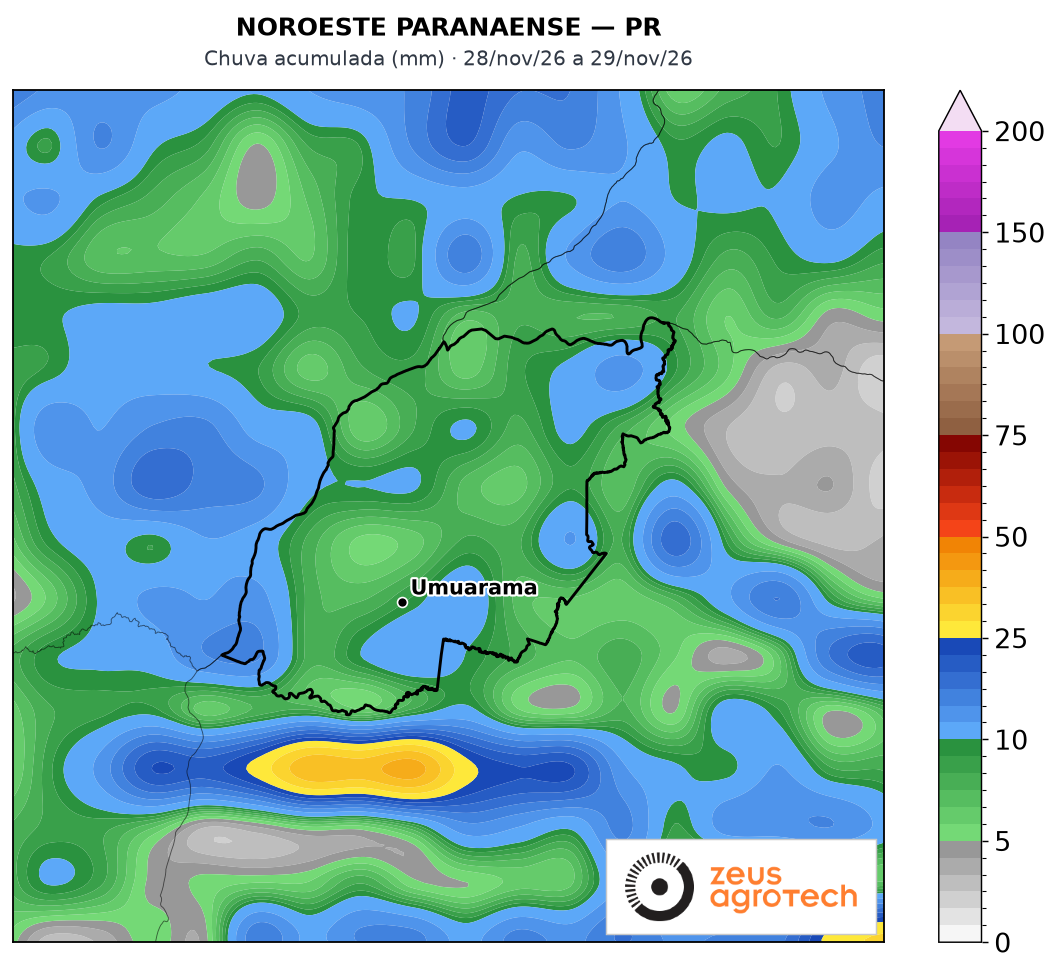 NOROESTE PARANAENSE — PR
Chuva acumulada (mm) · 28/nov/26 a 29/nov/26
200
150
100
75
50
25
10
5
0
Umuarama
zeus
agrotech